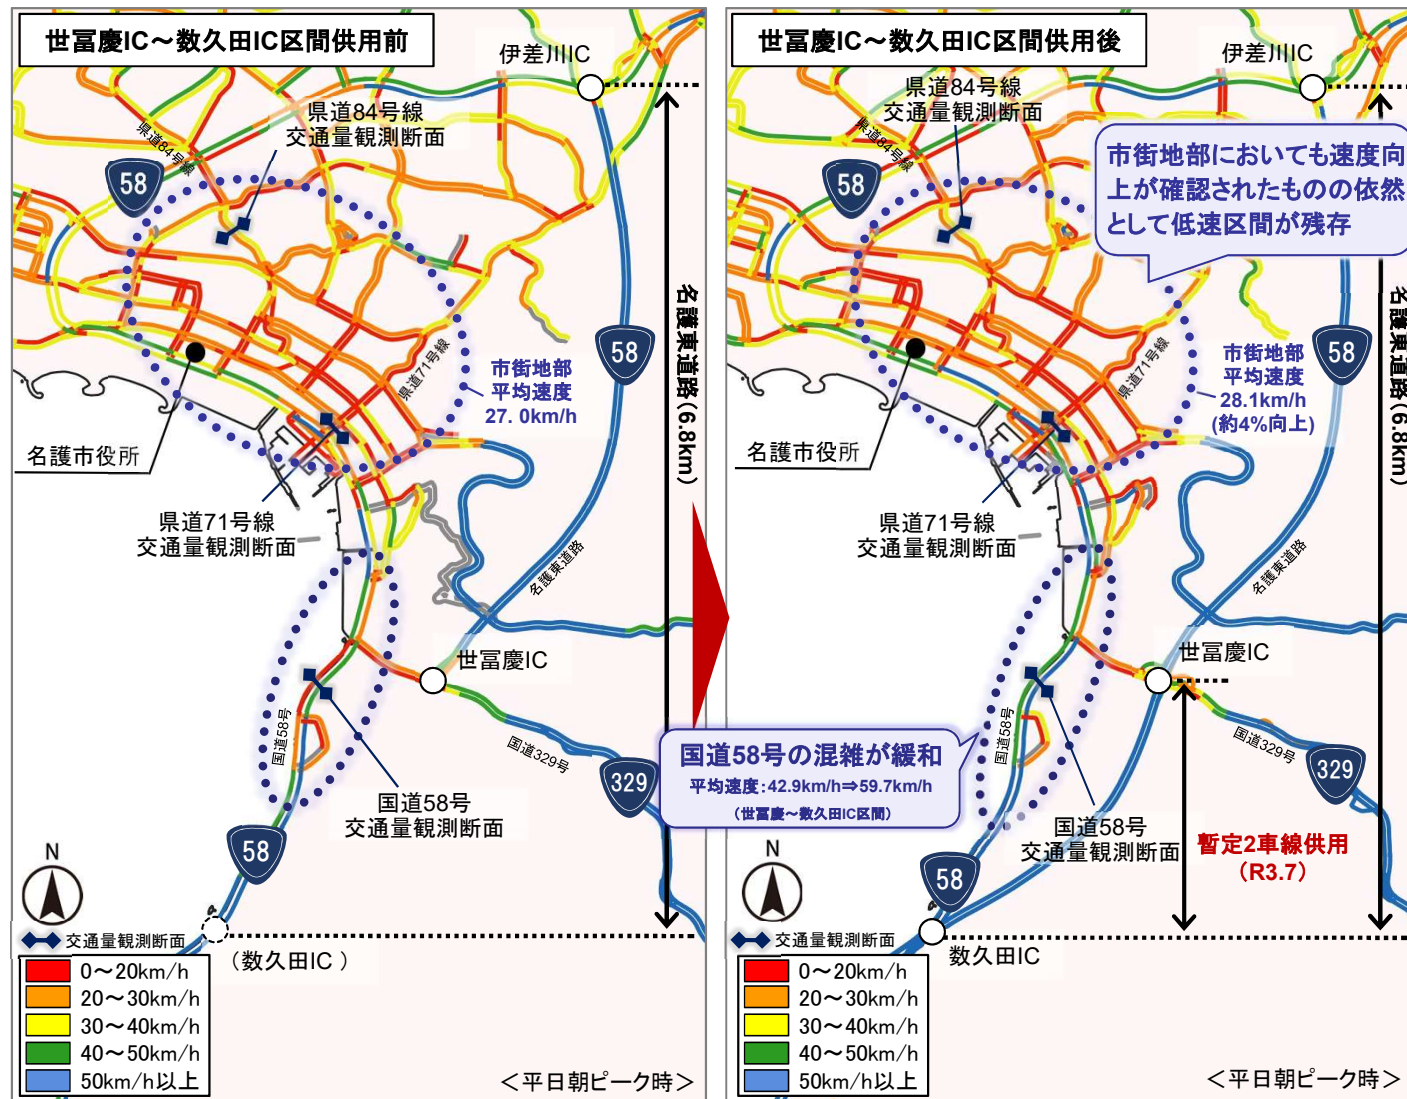 世冨慶IC～数久田IC区間供用前
伊差川IC
県道84号線
交通量観測断面
県道84号線
58
58
名護東道路(6.8km)
市街地部
平均速度
27.0km/h
県道71号線
名護市役所
県道71号線
交通量観測断面
名護東道路
世冨慶IC
国道58号
国道329号
329
国道58号
交通量観測断面
58
N
（数久田IC）
交通量観測断面
0～20km/h
20～30km/h
30～40km/h
40～50km/h
50km/h以上
＜平日朝ピーク時＞
世冨慶IC～数久田IC区間供用後
伊差川IC
県道84号線
交通量観測断面
県道84号線
58
市街地部においても速度向
上が確認されたものの依然
として低速区間が残存
58
名護東道路(6.8km)
市街地部
平均速度
28.1km/h
(約4%向上)
県道71号線
名護市役所
県道71号線
交通量観測断面
名護東道路
世冨慶IC
国道58号
国道58号の混雑が緩和
平均速度：42.9km/h⇒59.7km/h
（世冨慶～数久田IC区間）
国道329号
329
国道58号
交通量観測断面
暫定2車線供用
（R3.7）
58
N
数久田IC
交通量観測断面
0～20km/h
20～30km/h
30～40km/h
40～50km/h
50km/h以上
＜平日朝ピーク時＞